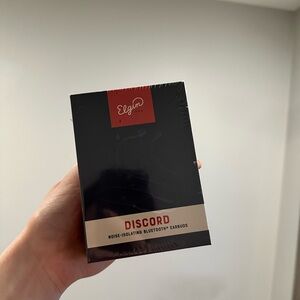 Elgin
DISCORD
NOISE-ISOLATING BLUETOOTH® EARBUDS